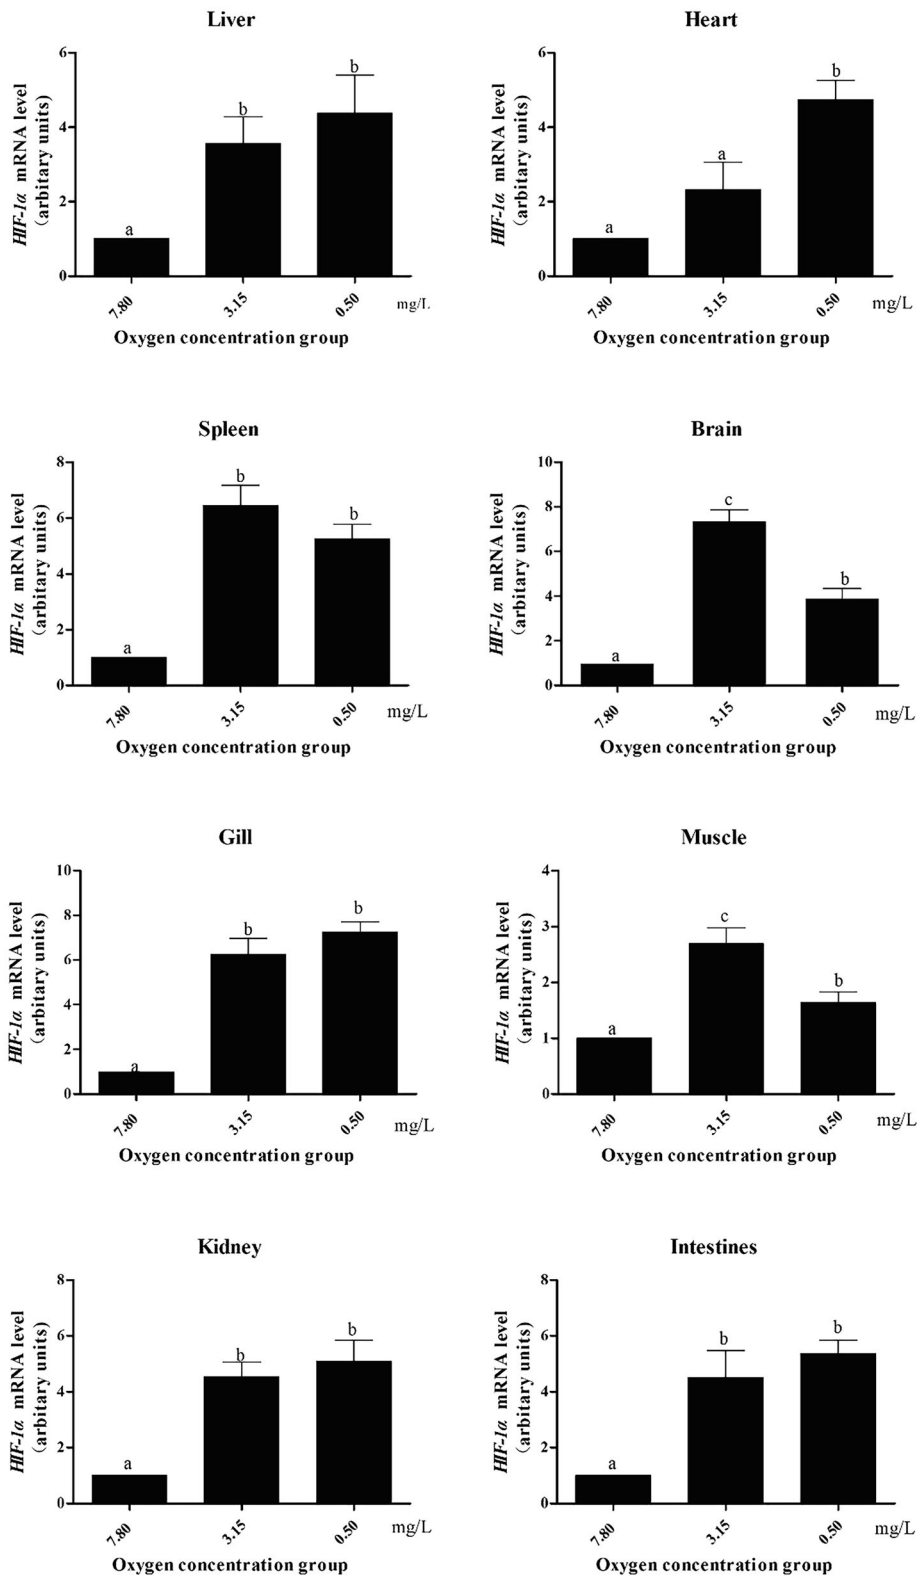 Liver
HIF-1α mRNA level
(arbitary units)
6
4
2
0
a
b
b
7.80
3.15
0.50
mg/L
Oxygen concentration group
Heart
HIF-1α mRNA level
(arbitary units)
6
4
2
0
a
a
b
7.80
3.15
0.50
mg/L
Oxygen concentration group
Spleen
HIF-1α mRNA level
(arbitary units)
8
6
4
2
0
a
b
b
7.80
3.15
0.50
mg/L
Oxygen concentration group
Brain
HIF-1α mRNA level
(arbitary units)
10
8
6
4
2
0
a
c
b
7.80
3.15
0.50
mg/L
Oxygen concentration group
Gill
HIF-1α mRNA level
(arbitary units)
10
8
6
4
2
0
a
b
b
7.80
3.15
0.50
mg/L
Oxygen concentration group
Muscle
HIF-1α mRNA level
(arbitary units)
4
3
2
1
0
a
c
b
7.80
3.15
0.50
mg/L
Oxygen concentration group
Kidney
HIF-1α mRNA level
(arbitary units)
8
6
4
2
0
a
b
b
7.80
3.15
0.50
mg/L
Oxygen concentration group
Intestines
HIF-1α mRNA level
(arbitary units)
8
6
4
2
0
a
b
b
7.80
3.15
0.50
mg/L
Oxygen concentration group